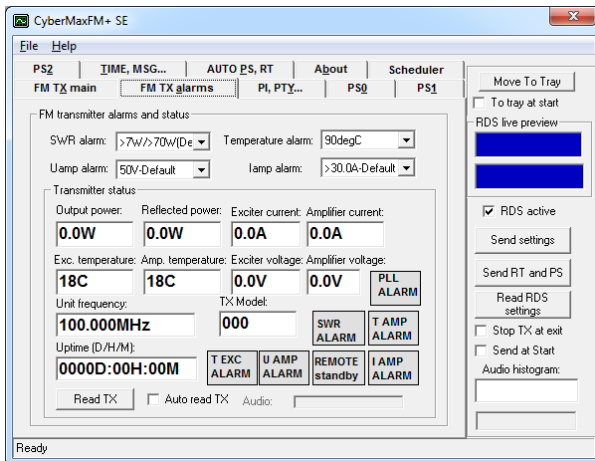 CyberMaxFM+ SE
File Help
PS2 TIME, MSG... AUTO PS, RT About Scheduler
FM TX main FM TX alarms PI, PTY... PS0 PS1
FM transmitter alarms and status
SWR alarm: >7W/>70W(De Temperature alarm: 90degC
Uamp alarm: 50V-Default Iamp alarm: >30.0A-Default
Transmitter status
Output power: Reflected power: Exciter current: Amplifier current:
0.0W 0.0W 0.0A 0.0A
Exc. temperature: Amp. temperature: Exciter voltage: Amplifier voltage:
18C 18C 0.0V 0.0V
PLL
ALARM
Unit frequency: TX Model:
100.000MHz 000
SWR
ALARM
T AMP
ALARM
Uptime (D/H/M):
0000D:00H:00M
T EXC
ALARM
U AMP
ALARM
REMOTE
standby
I AMP
ALARM
Read TX Auto read TX Audio:
Move To Tray
To tray at start
RDS live preview
RDS active
Send settings
Send RT and PS
Read RDS
settings
Stop TX at exit
Send at Start
Audio histogram:
Ready